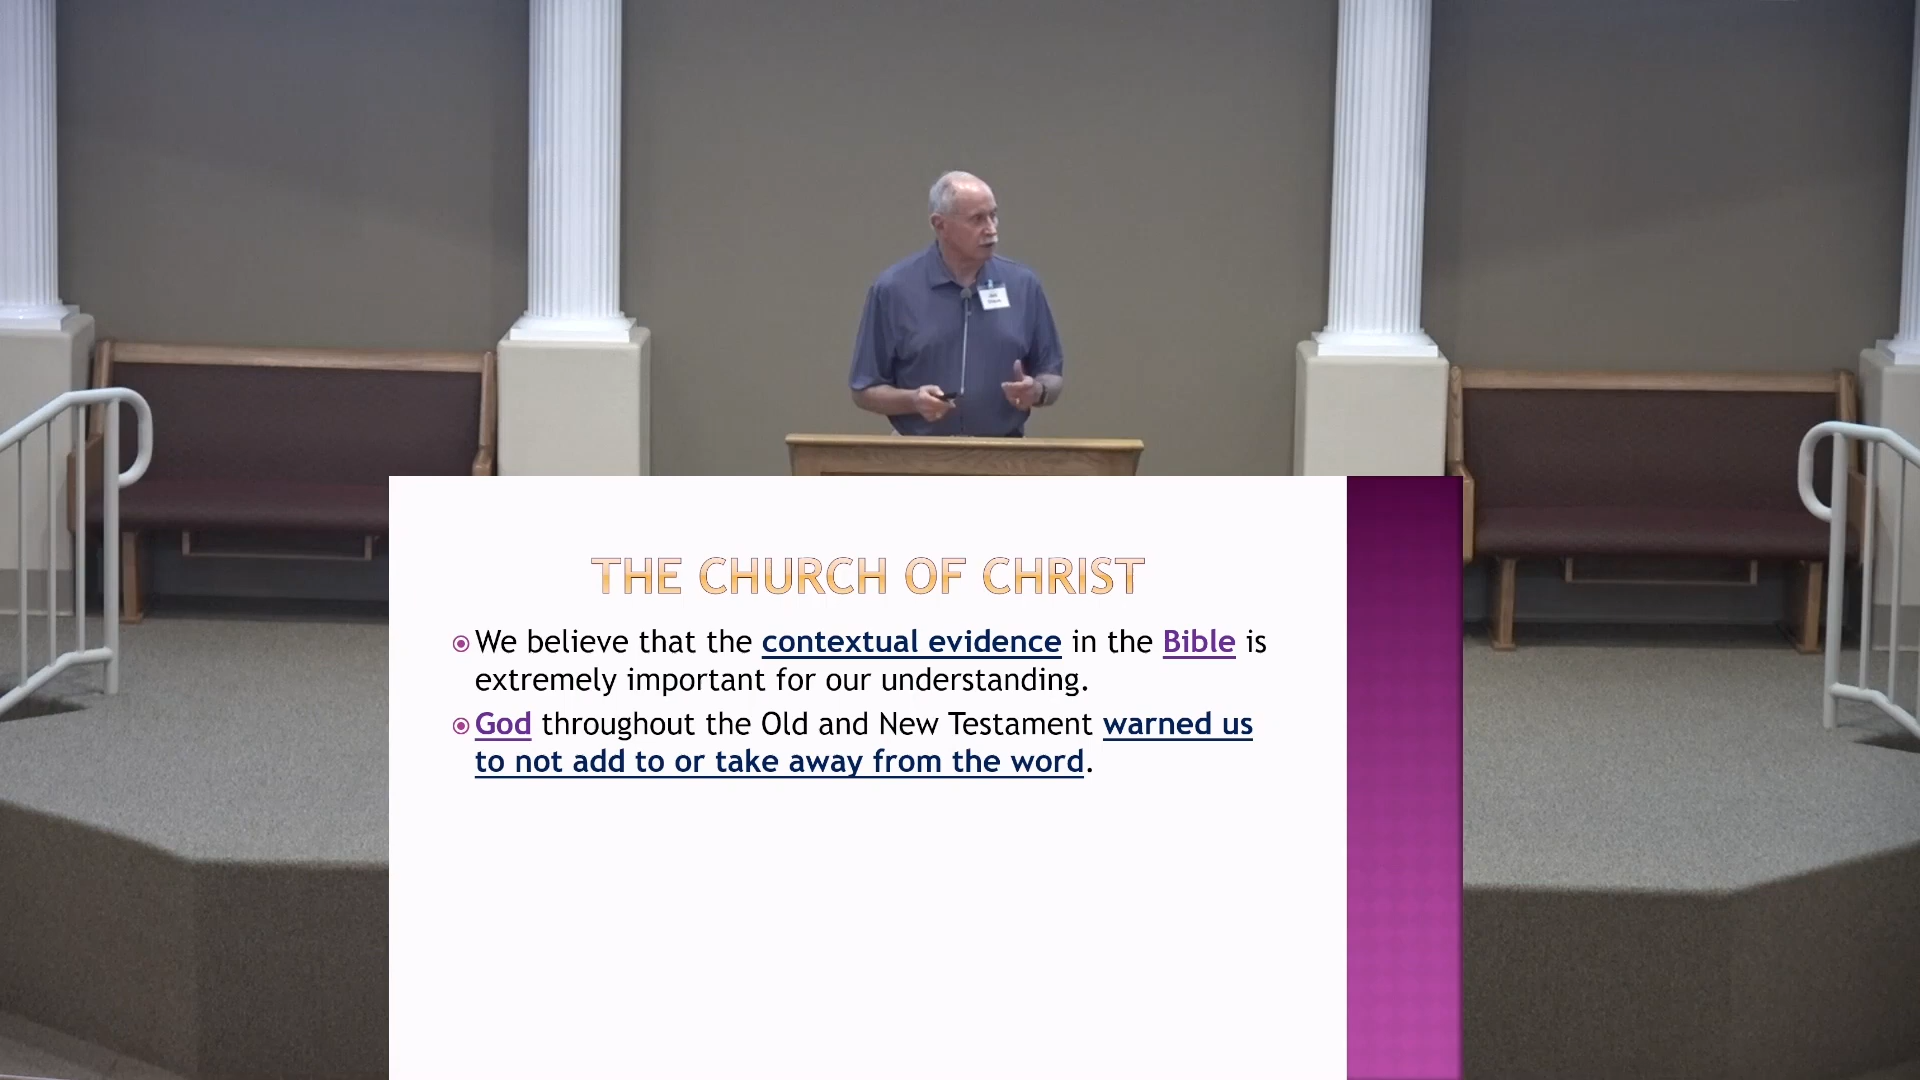 THE CHURCH OF CHRIST
We believe that the contextual evidence in the Bible is
extremely important for our understanding.
God throughout the Old and New Testament warned us
to not add to or take away from the word.